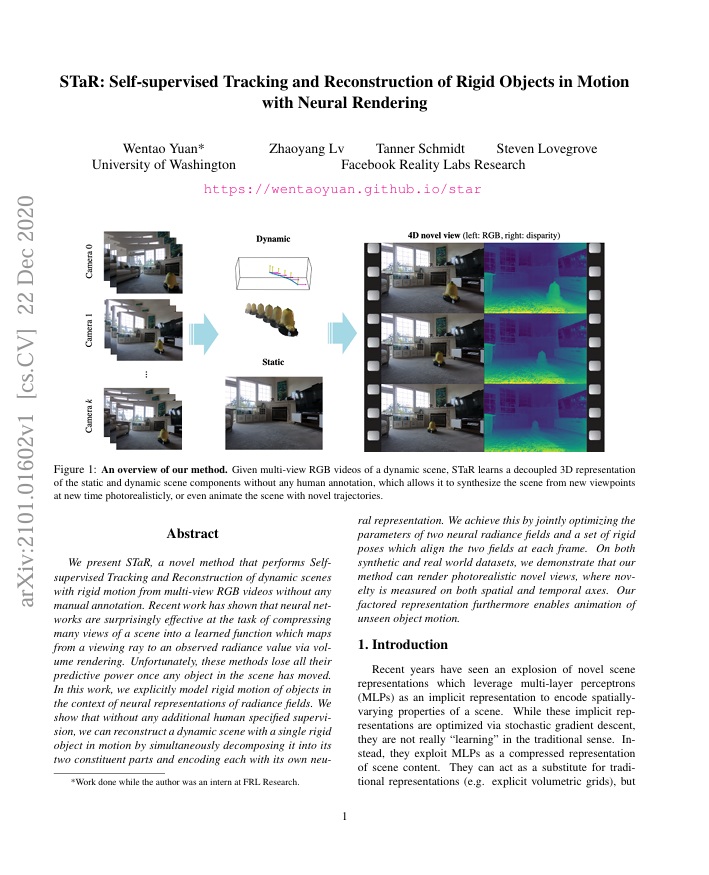 STaR: Self-supervised Tracking and Reconstruction of Rigid Objects in Motion
with Neural Rendering
Wentao Yuan* Zhaoyang Lv Tanner Schmidt Steven Lovegrove
University of Washington Facebook Reality Labs Research
https://wentaoyuan.github.io/star
arXiv:2101.01602v1 [cs.CV] 22 Dec 2020
Camera 0
Camera 1
...
Camera k
Dynamic
Static
4D novel view (left: RGB, right: disparity)
Figure 1: An overview of our method. Given multi-view RGB videos of a dynamic scene, STaR learns a decoupled 3D representation
of the static and dynamic scene components without any human annotation, which allows it to synthesize the scene from new viewpoints
at new time photorealisticly, or even animate the scene with novel trajectories.
Abstract
We present STaR, a novel method that performs Self-
supervised Tracking and Reconstruction of dynamic scenes
with rigid motion from multi-view RGB videos without any
manual annotation. Recent work has shown that neural net-
works are surprisingly effective at the task of compressing
many views of a scene into a learned function which maps
from a viewing ray to an observed radiance value via vol-
ume rendering. Unfortunately, these methods lose all their
predictive power once any object in the scene has moved.
In this work, we explicitly model rigid motion of objects in
the context of neural representations of radiance fields. We
show that without any additional human specified supervi-
sion, we can reconstruct a dynamic scene with a single rigid
object in motion by simultaneously decomposing it into its
two constituent parts and encoding each with its own neu-
*Work done while the author was an intern at FRL Research.
ral representation. We achieve this by jointly optimizing the
parameters of two neural radiance fields and a set of rigid
poses which align the two fields at each frame. On both
synthetic and real world datasets, we demonstrate that our
method can render photorealistic novel views, where nov-
elty is measured on both spatial and temporal axes. Our
factored representation furthermore enables animation of
unseen object motion.
1. Introduction
Recent years have seen an explosion of novel scene
representations which leverage multi-layer perceptrons
(MLPs) as an implicit representation to encode spatially-
varying properties of a scene. While these implicit rep-
resentations are optimized via stochastic gradient descent,
they are not really “learning” in the traditional sense. In-
stead, they exploit MLPs as a compressed representation
of scene content. They can act as a substitute for tradi-
tional representations (e.g. explicit volumetric grids), but
1